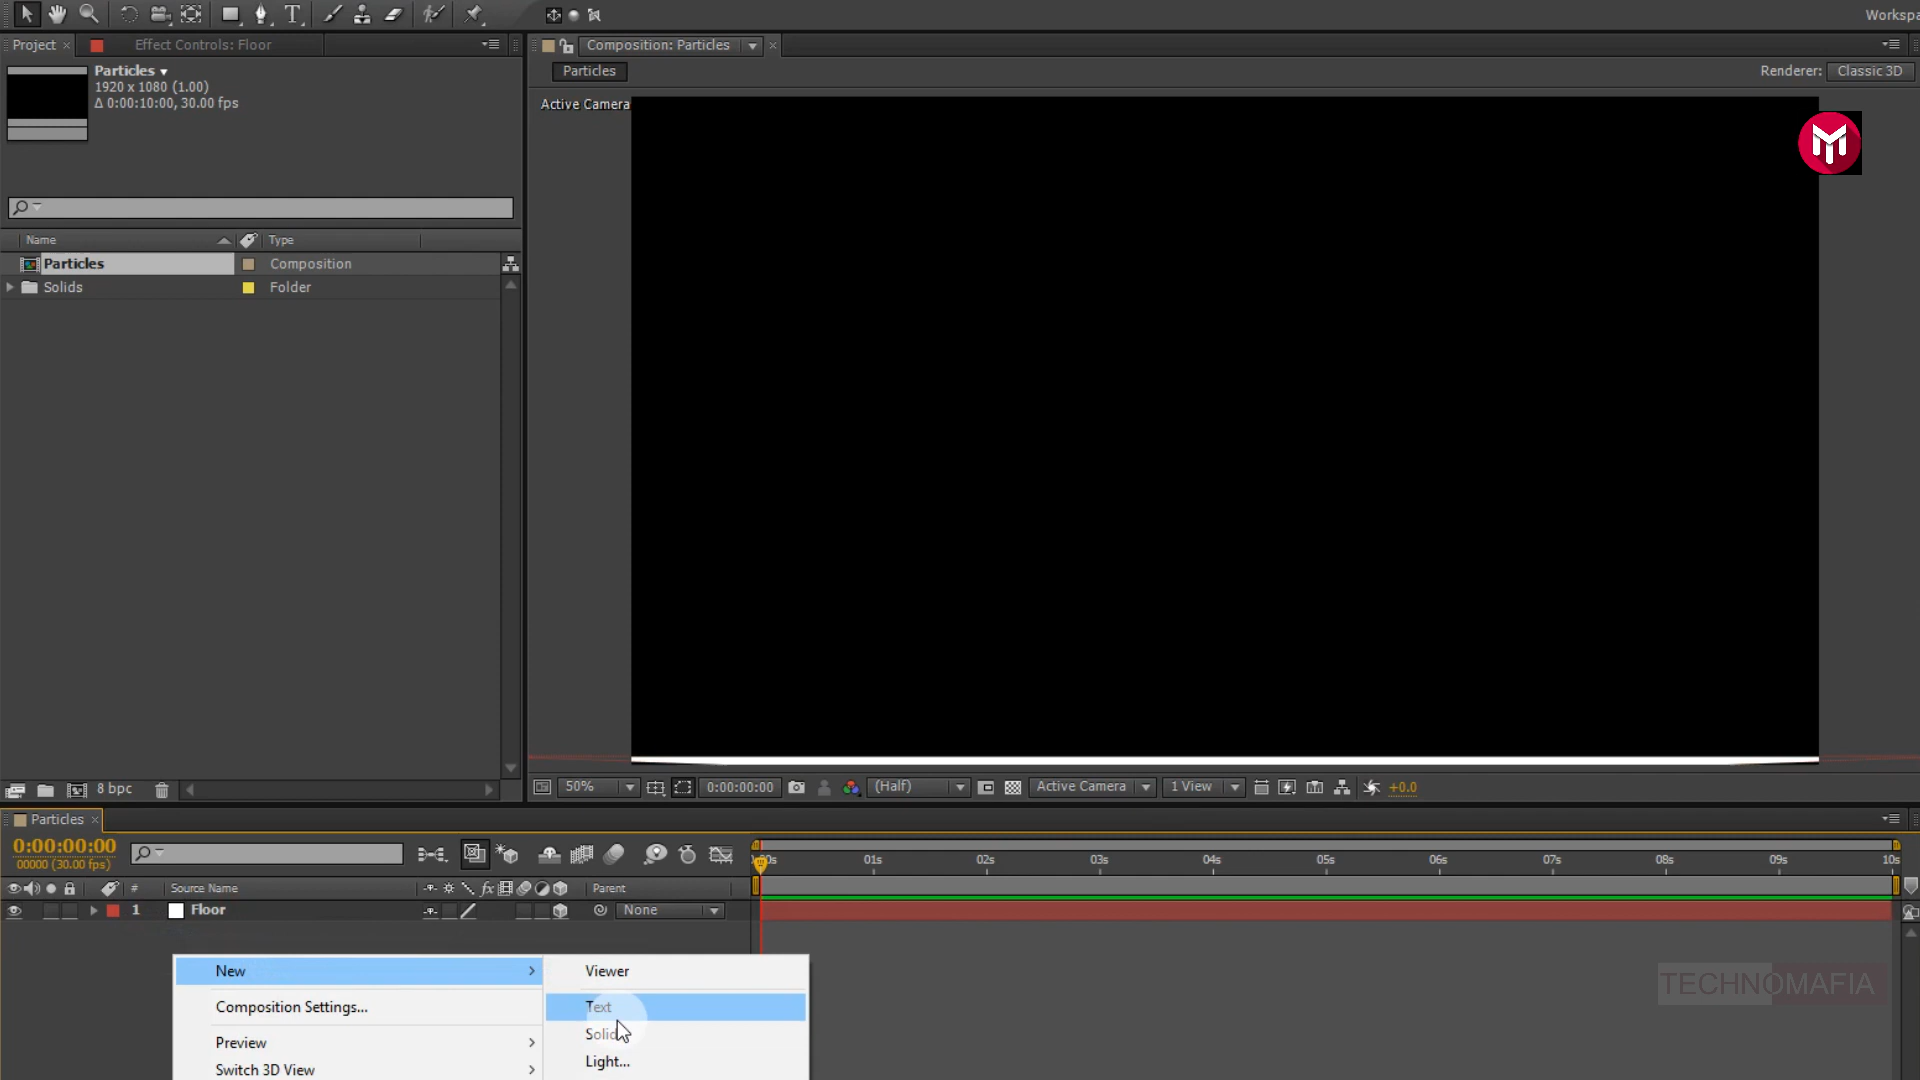 Workspa
Project × Effect Controls: Floor
Composition: Particles ×
Particles
Renderer: Classic 3D
Particles
1920 x 1080 (1.00)
Δ 0:00:10:00, 30.00 fps
Active Camera
Name Type
Particles Composition
Solids Folder
8 bpc
50% 0:00:00:00 (Half) Active Camera 1 View +0.0
Particles ×
0:00:00:00
00000 (30.00 fps)
:00s 01s 02s 03s 04s 05s 06s 07s 08s 09s 10s
# Source Name fx Parent
1 Floor None
New
Composition Settings...
Preview
Switch 3D View
Viewer
Text
Solid
Light...
TECHNOMAFIA